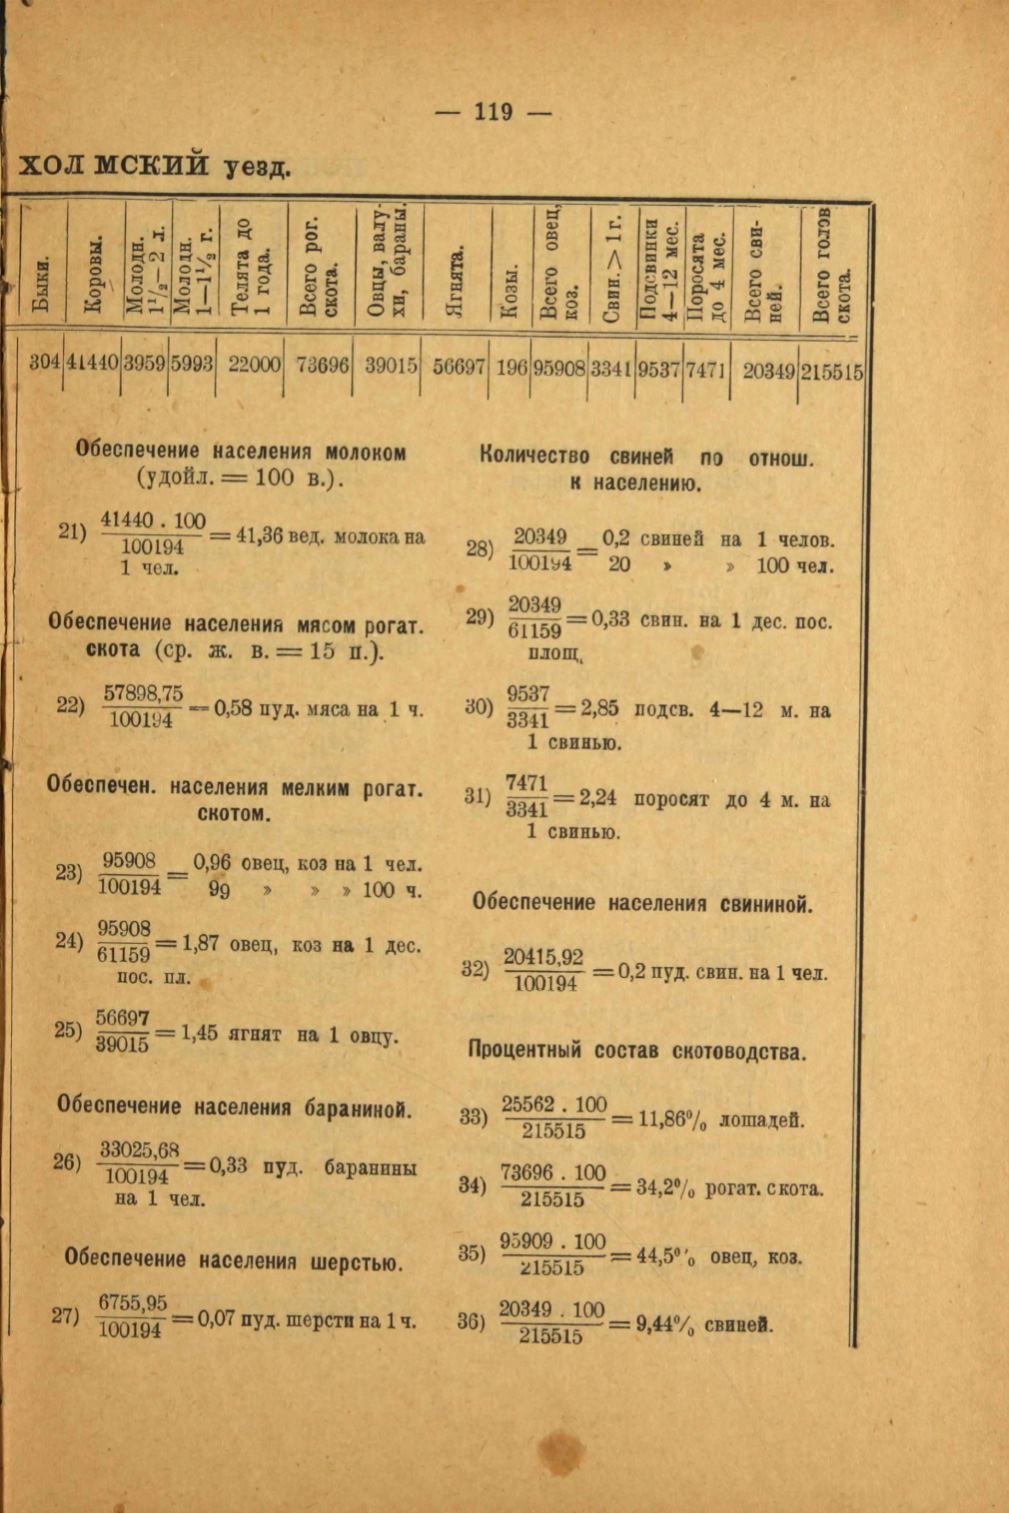 — 119 —
ХОЛМСКИЙ уезд.
Быки.
Коровы.
Молодн. 1¹/₂—2 л.
Молодн. 1—1¹/₂ г.
Телята до 1 года.
Всего рог. скота.
Овцы, валухи, бараны.
Ягнята.
Козы.
Всего овец, коз.
Свин. > 1 г.
Подсвинки 4—12 мес.
Поросята до 4 мес.
Всего свиней.
Всего голов скота.
304 41440 3959 5993 22000 73696 39015 56697 196 95908 3341 9537 7471 20349 215515
Обеспечение населения молоком
(удойл. = 100 в.).
21) 41440 . 100 / 100194 = 41,36 вед. молока на
1 чел.
Обеспечение населения мясом рогат.
скота (ср. ж. в. = 15 п.).
22) 57898,75 / 100194 = 0,58 пуд. мяса на 1 ч.
Обеспечен. населения мелким рогат.
скотом.
23) 95908 / 100194 = 0,96 овец, коз на 1 чел.
99 » » » 100 ч.
24) 95908 / 61159 = 1,87 овец, коз на 1 дес.
пос. пл.
25) 56697 / 39015 = 1,45 ягнят на 1 овцу.
Обеспечение населения бараниной.
26) 33025,68 / 100194 = 0,33 пуд. баранины
на 1 чел.
Обеспечение населения шерстью.
27) 6755,95 / 100194 = 0,07 пуд. шерсти на 1 ч.
Количество свиней по отнош.
к населению.
28) 20349 / 100194 = 0,2 свиней на 1 челов.
20 » » 100 чел.
29) 20349 / 61159 = 0,33 свин. на 1 дес. пос.
площ.
30) 9537 / 3341 = 2,85 подсв. 4—12 м. на
1 свинью.
31) 7471 / 3341 = 2,24 поросят до 4 м. на
1 свинью.
Обеспечение населения свининой.
32) 20415,92 / 100194 = 0,2 пуд. свин. на 1 чел.
Процентный состав скотоводства.
33) 25562 . 100 / 215515 = 11,86% лошадей.
34) 73696 . 100 / 215515 = 34,2% рогат. скота.
35) 95909 . 100 / 215515 = 44,5% овец, коз.
36) 20349 . 100 / 215515 = 9,44% свиней.